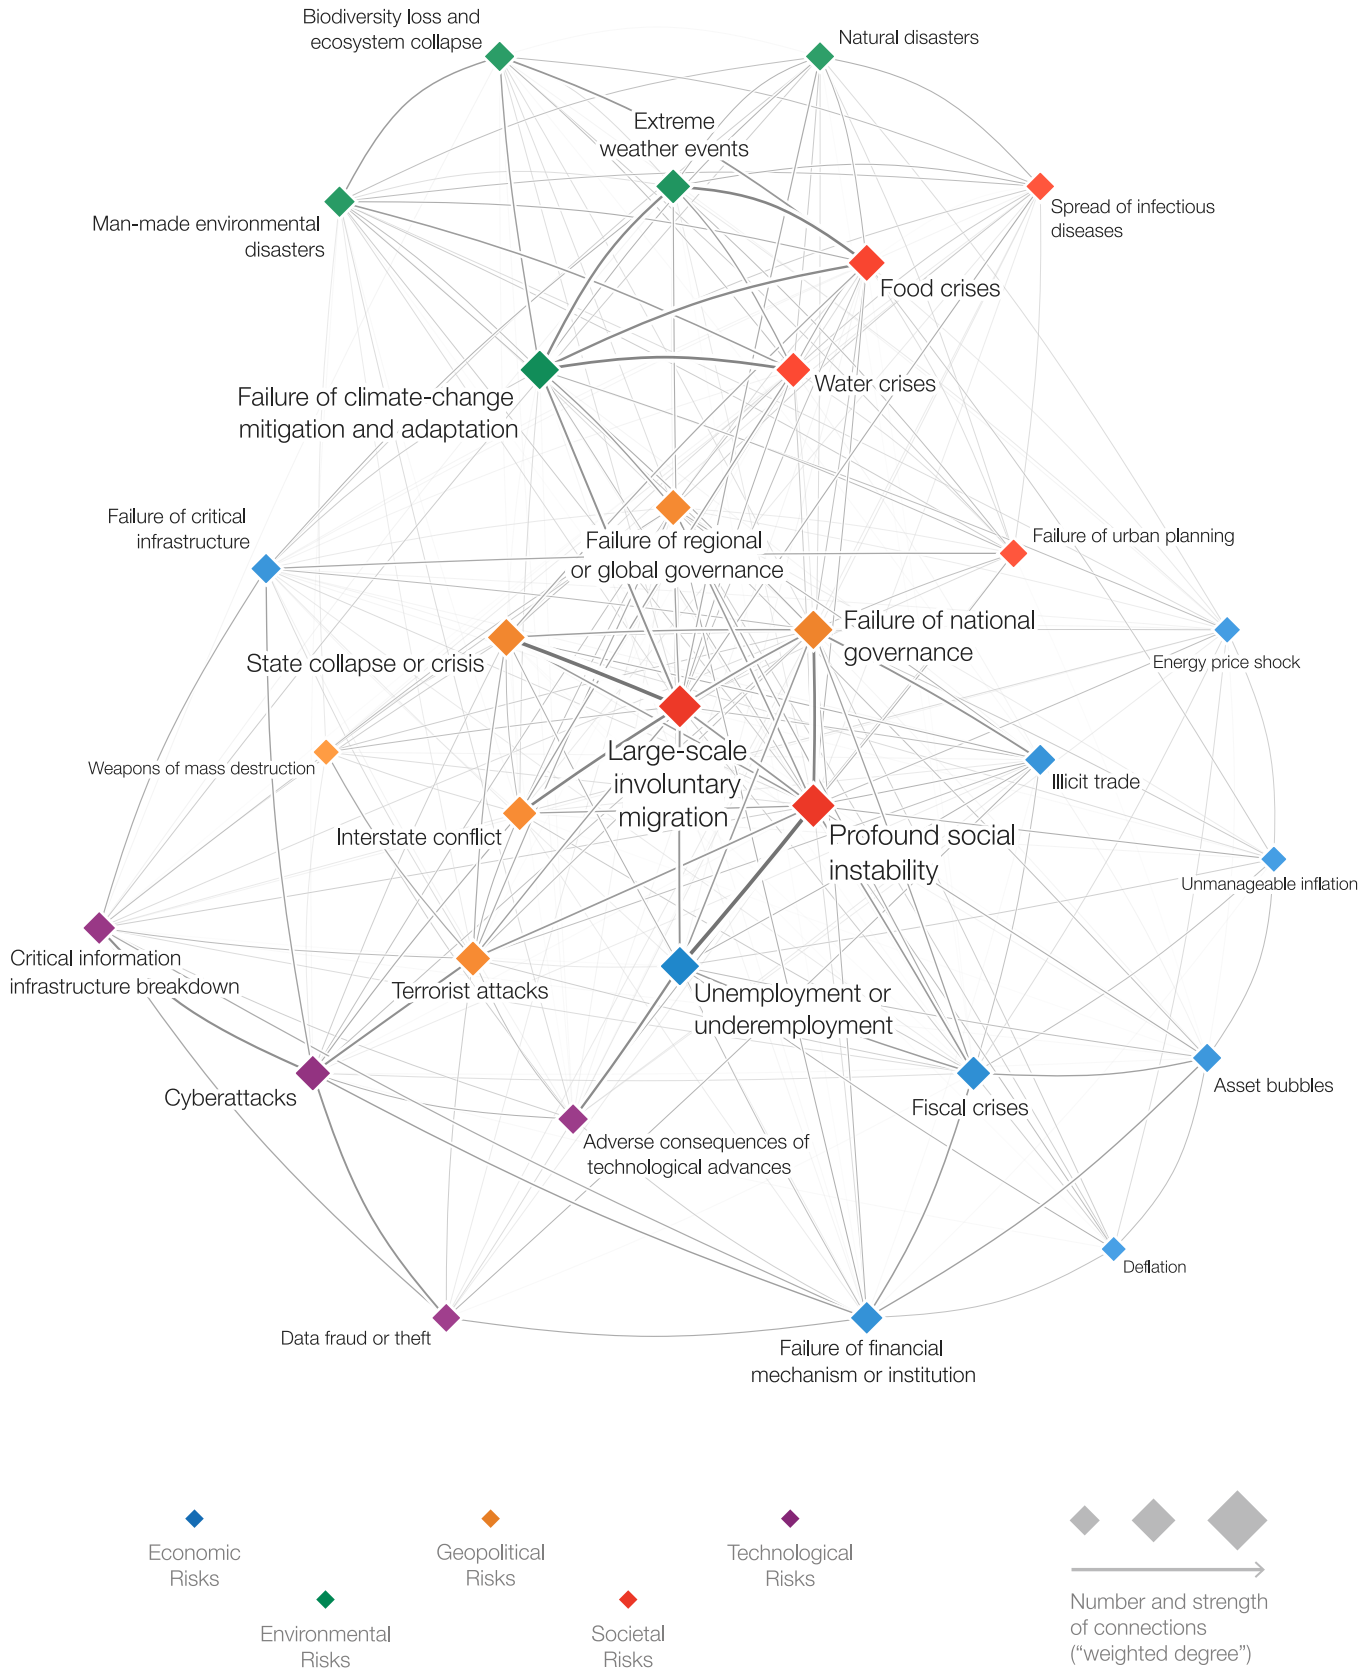 Biodiversity loss and
ecosystem collapse
Natural disasters
Extreme
weather events
Man-made environmental
disasters
Spread of infectious
diseases
Food crises
Water crises
Failure of climate-change
mitigation and adaptation
Failure of critical
infrastructure
Failure of regional
or global governance
Failure of urban planning
State collapse or crisis
Failure of national
governance
Energy price shock
Weapons of mass destruction
Large-scale
involuntary
migration
Illicit trade
Interstate conflict
Profound social
instability
Unmanageable inflation
Critical information
infrastructure breakdown
Terrorist attacks
Unemployment or
underemployment
Cyberattacks
Fiscal crises
Asset bubbles
Adverse consequences of
technological advances
Deflation
Data fraud or theft
Failure of financial
mechanism or institution
Economic
Risks
Geopolitical
Risks
Technological
Risks
Environmental
Risks
Societal
Risks
Number and strength
of connections
(“weighted degree”)